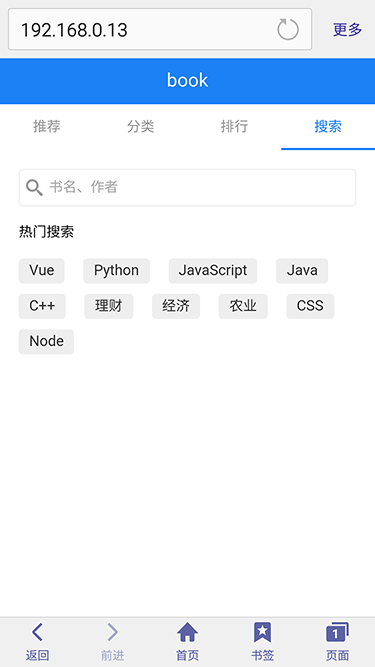 192.168.0.13 更多
book
推荐 分类 排行 搜索
书名、作者
热门搜索
Vue Python JavaScript Java
C++ 理财 经济 农业 CSS
Node
1
返回 前进 首页 书签 页面